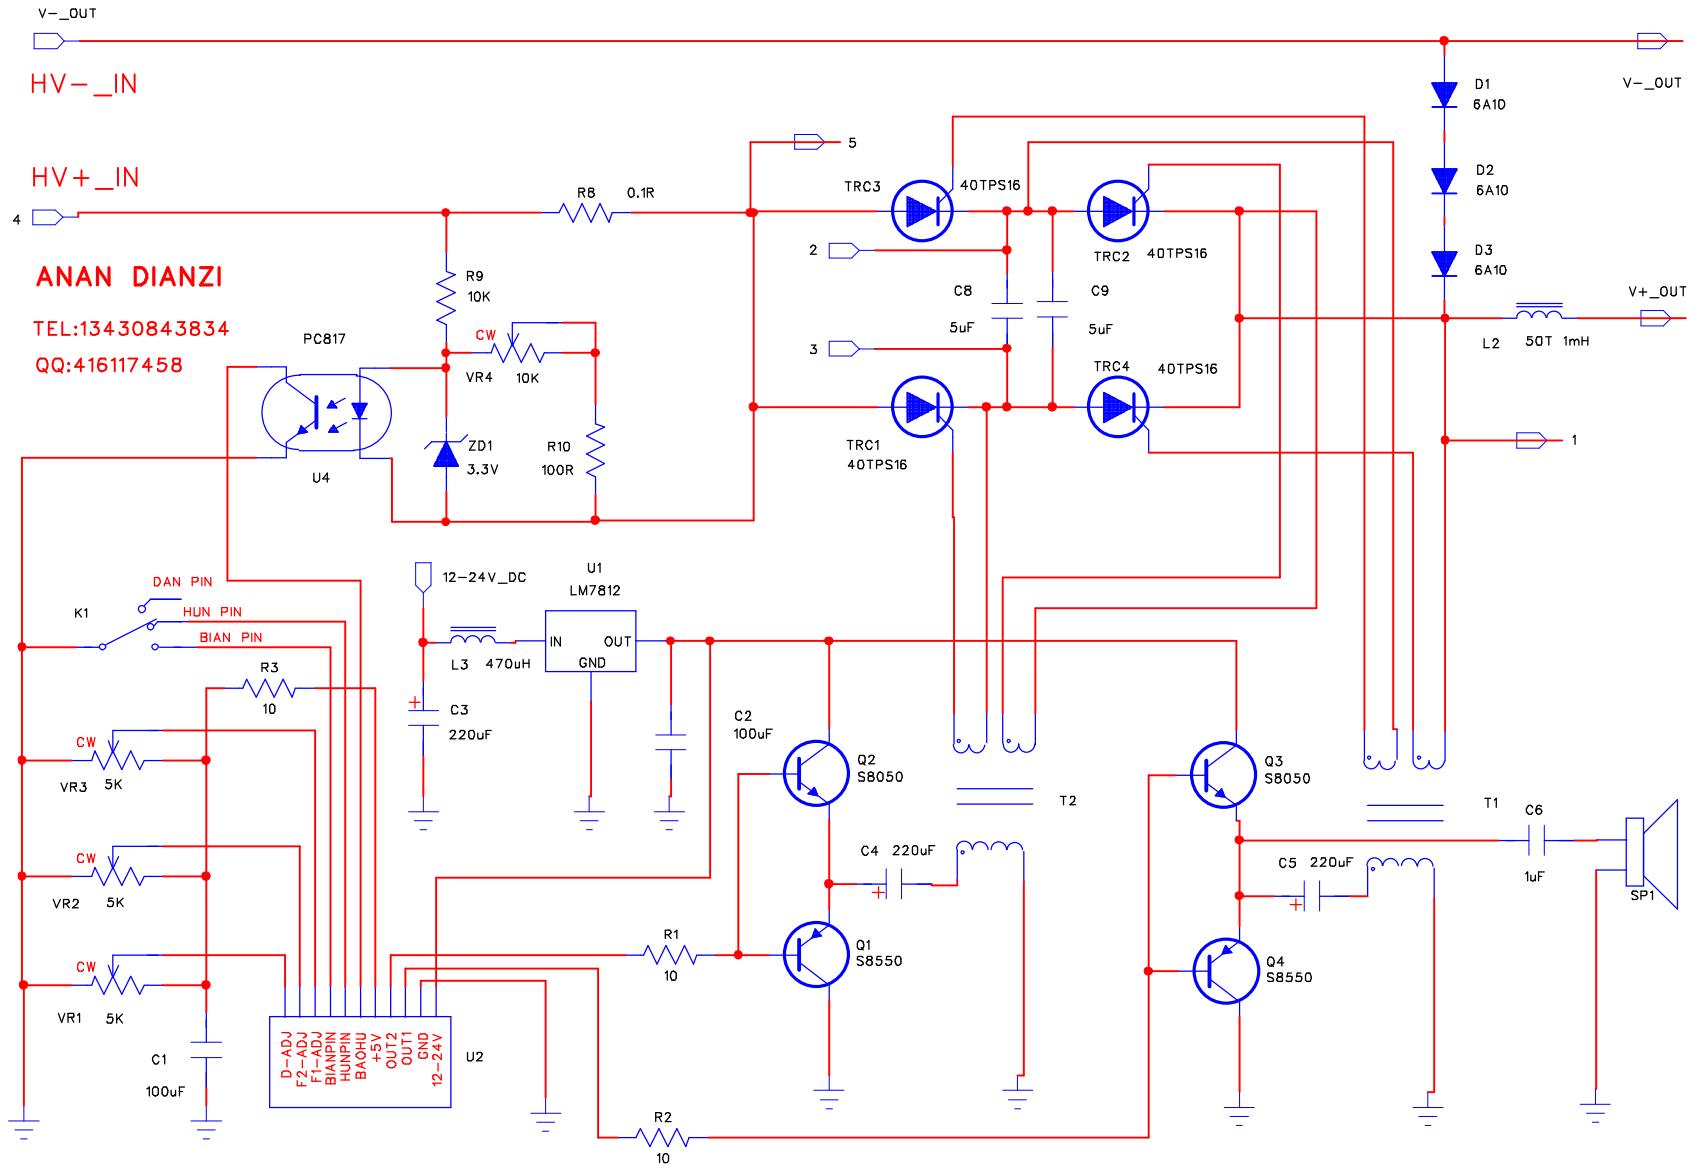 V-_OUT
HV-_IN
V-_OUT
D1
6A10
D2
6A10
D3
6A10
HV+_IN
4
R8 0.1R
5
TRC3 40TPS16
2
TRC2 40TPS16
C8
5uF
C9
5uF
3
V+_OUT
L2 50T 1mH
TRC4 40TPS16
TRC1
40TPS16
1
ANAN DIANZI
TEL:13430843834
QQ:416117458
R9
10K
CW
VR4 10K
PC817
U4
ZD1
3.3V
R10
100R
DAN PIN
K1
HUN PIN
BIAN PIN
12-24V_DC
U1
LM7812
IN OUT
GND
L3 470uH
R3
10
C3
220uF
C2
100uF
CW
VR3 5K
CW
VR2 5K
CW
VR1 5K
C1
100uF
Q2
S8050
T2
Q3
S8050
T1
C6
1uF
SP1
C4 220uF
C5 220uF
R1
10
Q1
S8550
Q4
S8550
D-ADJ
F2-ADJ
F1-ADJ
BIANPIN
HUNPIN
BAOHU
+5V
OUT2
OUT1
GND
12-24V
U2
R2
10